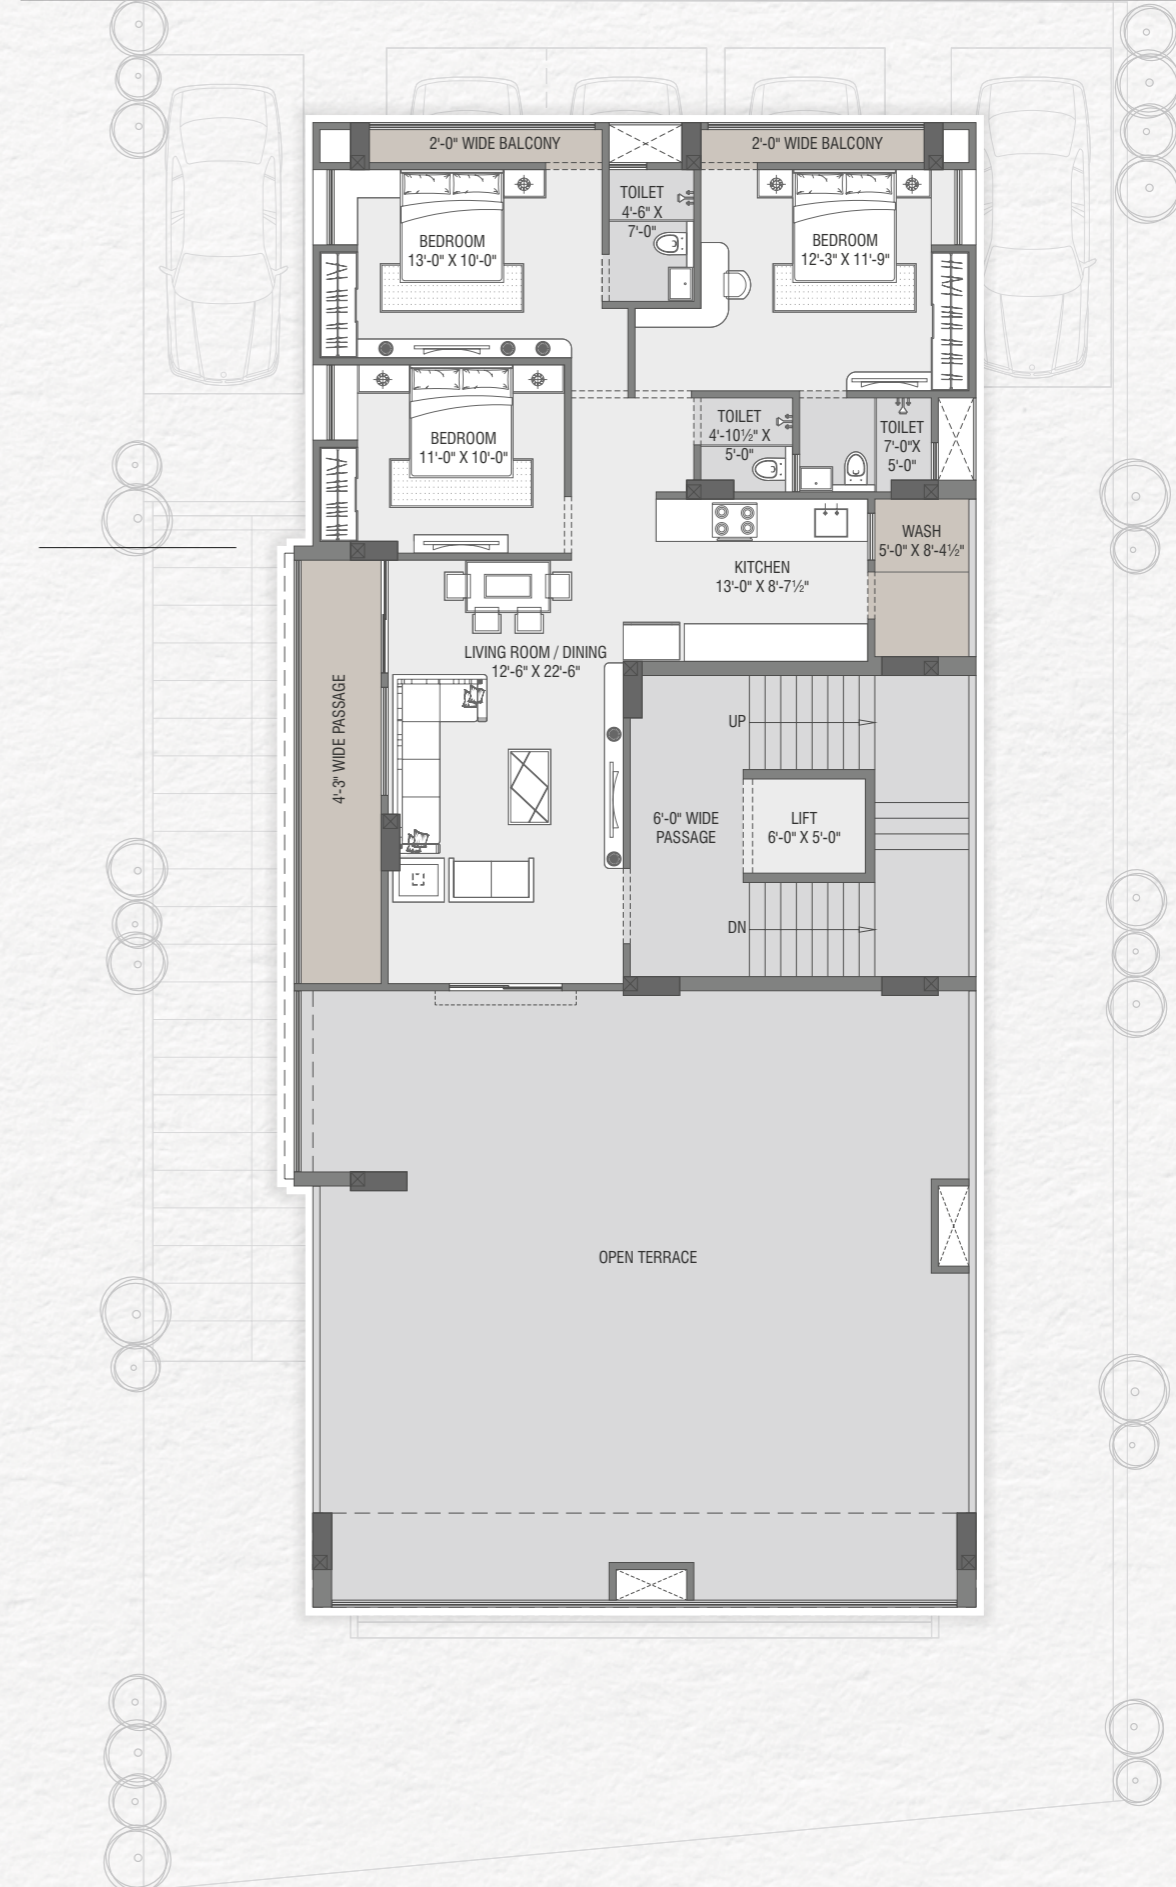 2'-0" WIDE BALCONY
2'-0" WIDE BALCONY
TOILET
4'-6" X
7'-0"
BEDROOM
13'-0" X 10'-0"
BEDROOM
12'-3" X 11'-9"
BEDROOM
11'-0" X 10'-0"
TOILET
4'-10½" X
5'-0"
TOILET
7'-0"X
5'-0"
WASH
5'-0" X 8'-4½"
KITCHEN
13'-0" X 8'-7½"
LIVING ROOM / DINING
12'-6" X 22'-6"
4'-3" WIDE PASSAGE
UP
6'-0" WIDE
PASSAGE
LIFT
6'-0" X 5'-0"
DN
OPEN TERRACE